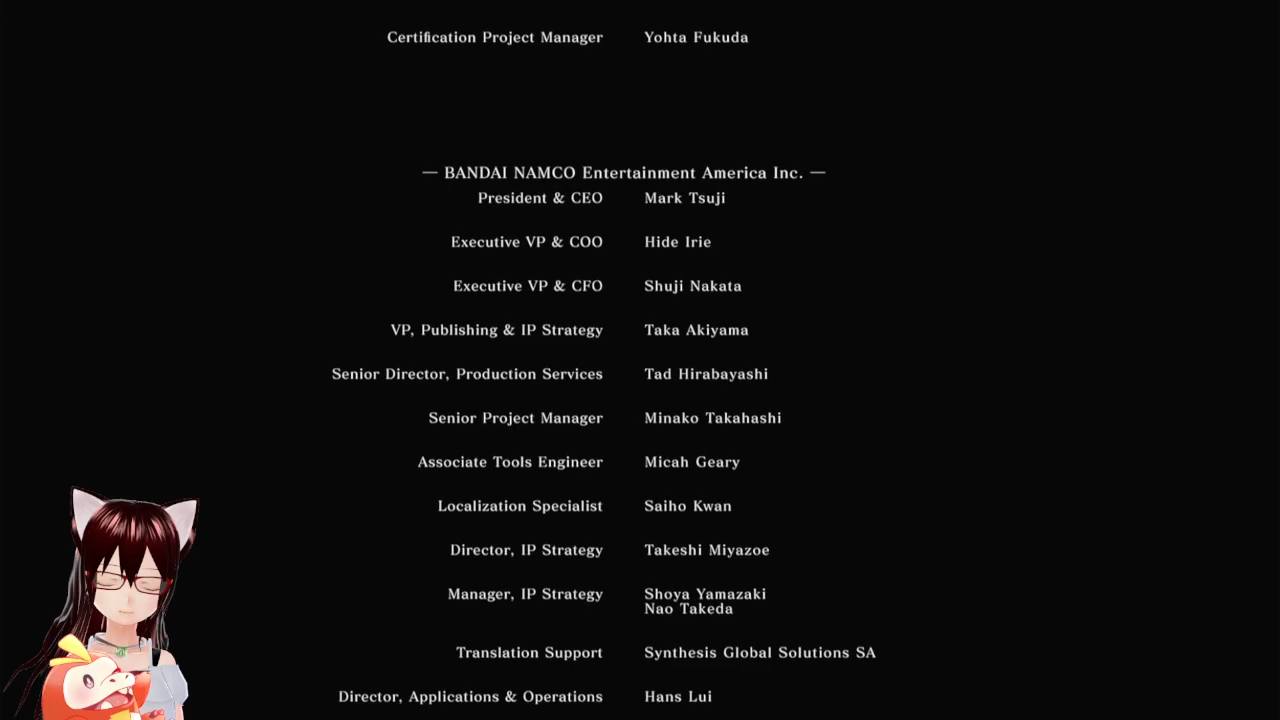 Certification Project Manager Yohta Fukuda
— BANDAI NAMCO Entertainment America Inc. —
President & CEO Mark Tsuji
Executive VP & COO Hide Irie
Executive VP & CFO Shuji Nakata
VP, Publishing & IP Strategy Taka Akiyama
Senior Director, Production Services Tad Hirabayashi
Senior Project Manager Minako Takahashi
Associate Tools Engineer Micah Geary
Localization Specialist Saiho Kwan
Director, IP Strategy Takeshi Miyazoe
Manager, IP Strategy Shoya Yamazaki
Nao Takeda
Translation Support Synthesis Global Solutions SA
Director, Applications & Operations Hans Lui